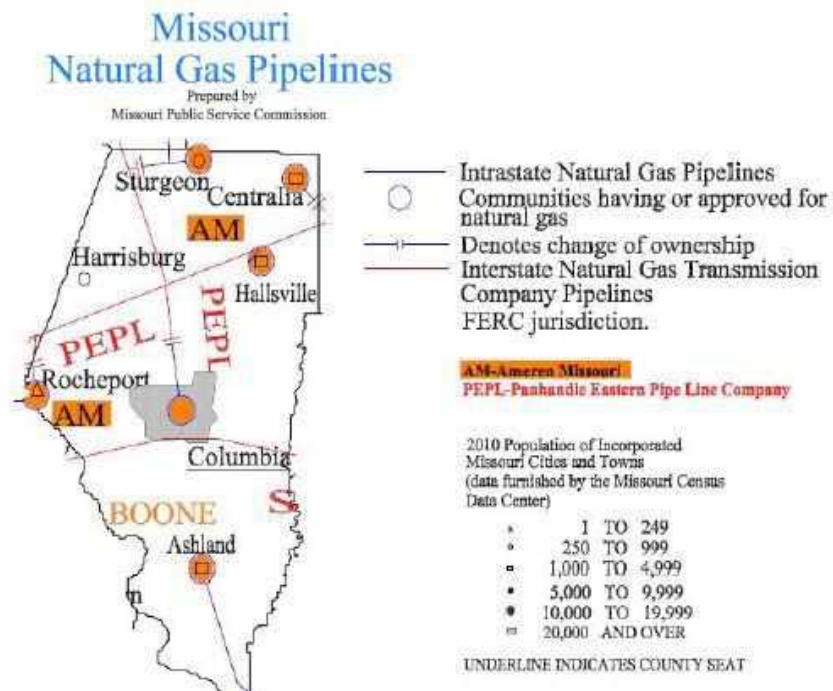 Missouri
Natural Gas Pipelines
Prepared by
Missouri Public Service Commission
Sturgeon
Centralia
AM
Harrisburg
Hallsville
PEPL
PEPL
Rocheport
AM
Columbia
S
BOONE
Ashland
n
Intrastate Natural Gas Pipelines
Communities having or approved for
natural gas
Denotes change of ownership
Interstate Natural Gas Transmission
Company Pipelines
FERC jurisdiction.
AM-Ameren Missouri
PEPL-Panhandle Eastern Pipe Line Company
2010 Population of Incorporated
Missouri Cities and Towns
(data furnished by the Missouri Census
Data Center)
1 TO 249
250 TO 999
1,000 TO 4,999
5,000 TO 9,999
10,000 TO 19,999
20,000 AND OVER
UNDERLINE INDICATES COUNTY SEAT